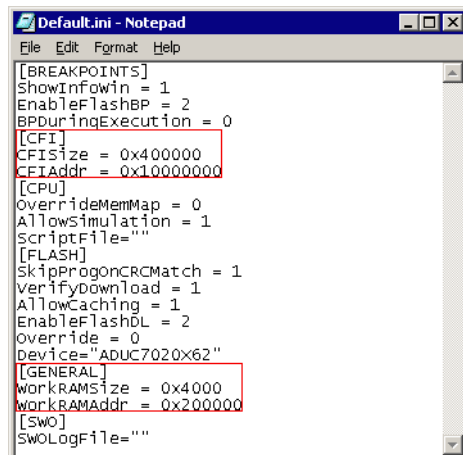 Default.ini - Notepad
File Edit Format Help
[BREAKPOINTS]
ShowInfoWin = 1
EnableFlashBP = 2
BPDuringExecution = 0
[CFI]
CFISize = 0x400000
CFIAddr = 0x10000000
[CPU]
OverrideMemMap = 0
AllowSimulation = 1
ScriptFile=""
[FLASH]
SkipProgOnCRCMatch = 1
VerifyDownload = 1
AllowCaching = 1
EnableFlashDL = 2
Override = 0
Device="ADUC7020X62"
[GENERAL]
WorkRAMSize = 0x4000
WorkRAMAddr = 0x200000
[SWO]
SWOLogFile=""